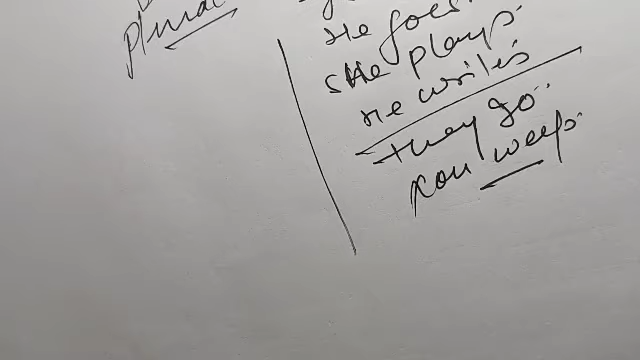 plural
He goes
She plays.
He writes
They go..
You weep.